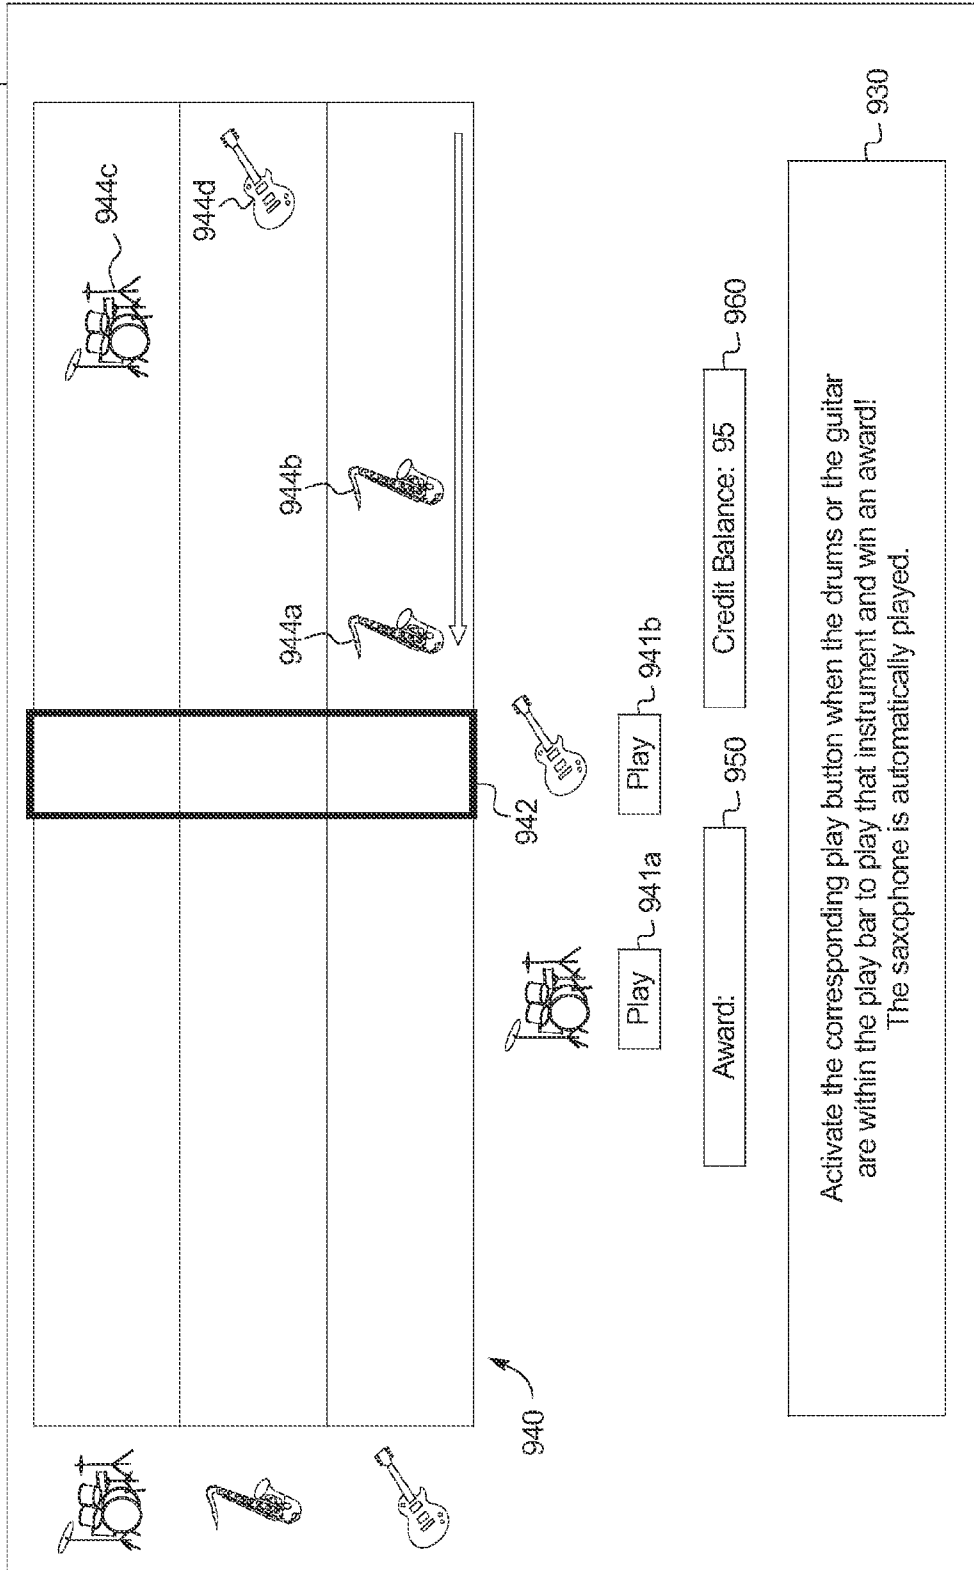 944c
944d
944b
944a
942
940
Play
941a
Play
941b
Award:
950
Credit Balance: 95
960
930
Activate the corresponding play button when the drums or the guitar
are within the play bar to play that instrument and win an award!
The saxophone is automatically played.